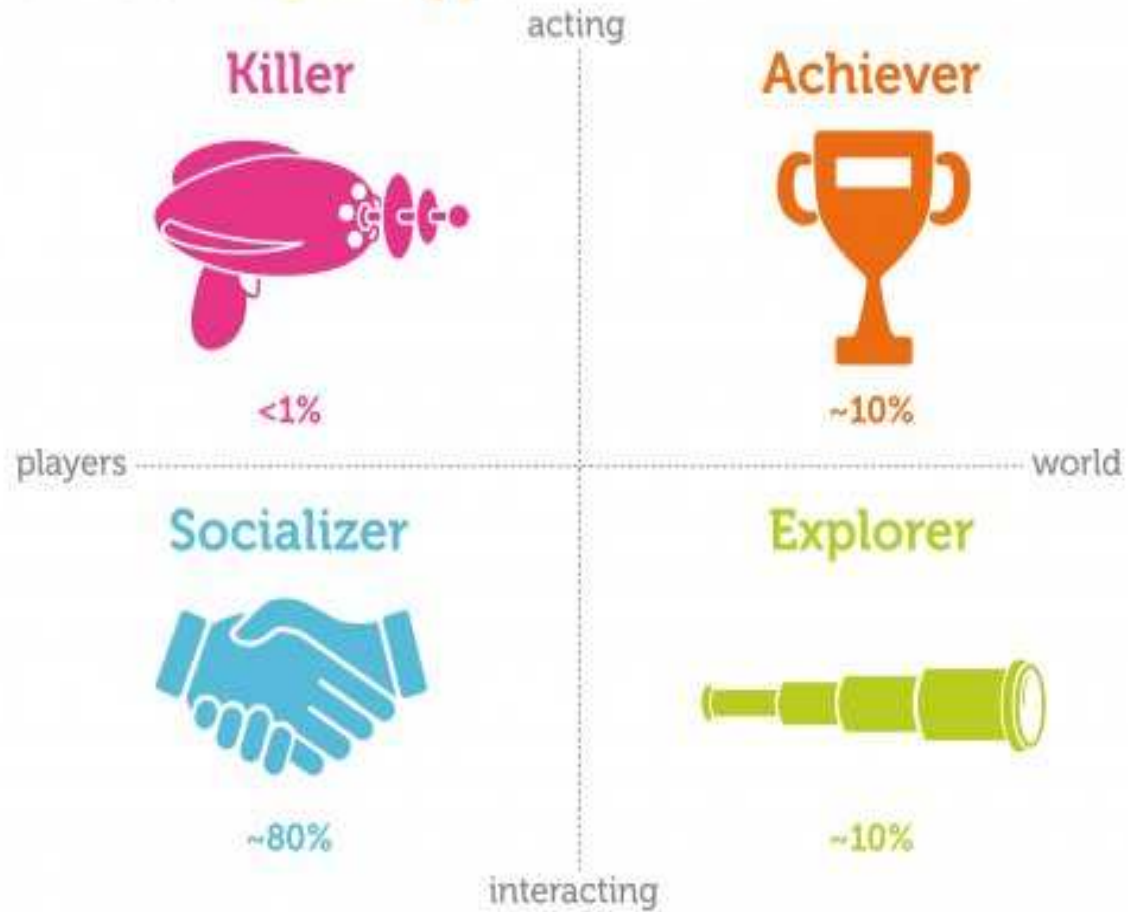 acting
Killer
Achiever
<1%
~10%
players
world
Socializer
Explorer
~80%
~10%
interacting